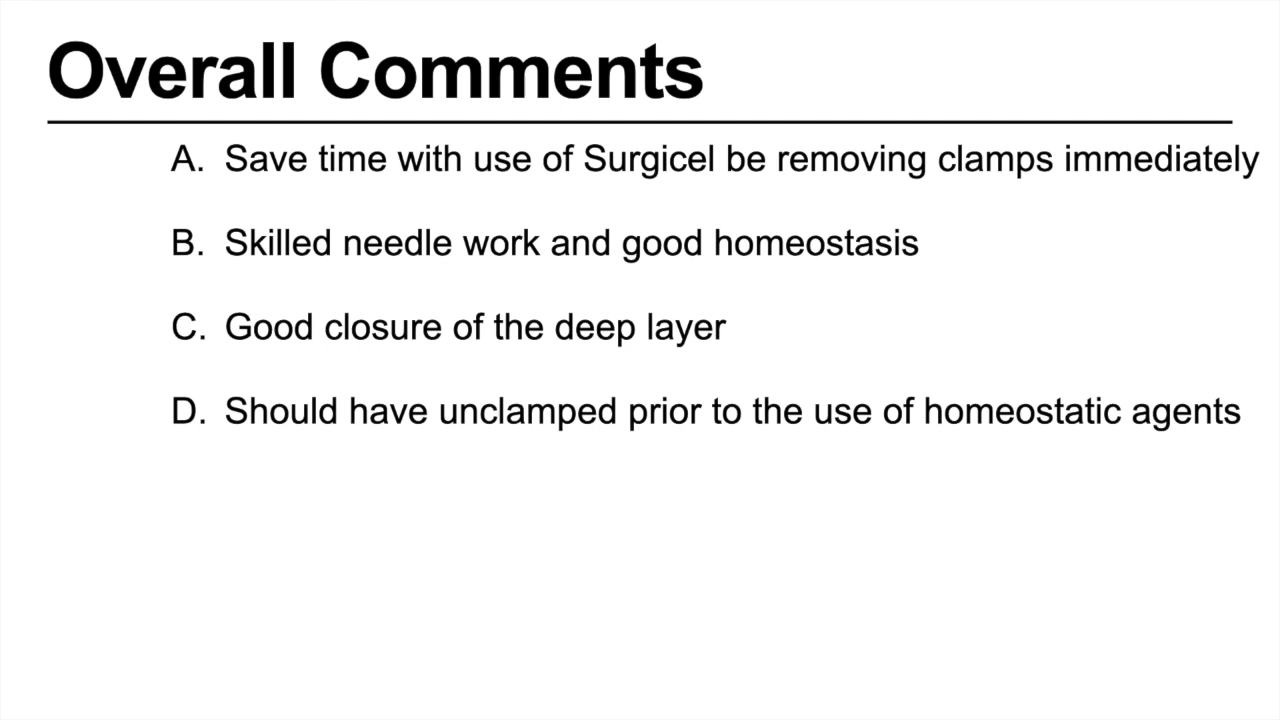 Overall Comments
A. Save time with use of Surgicel be removing clamps immediately
B. Skilled needle work and good homeostasis
C. Good closure of the deep layer
D. Should have unclamped prior to the use of homeostatic agents